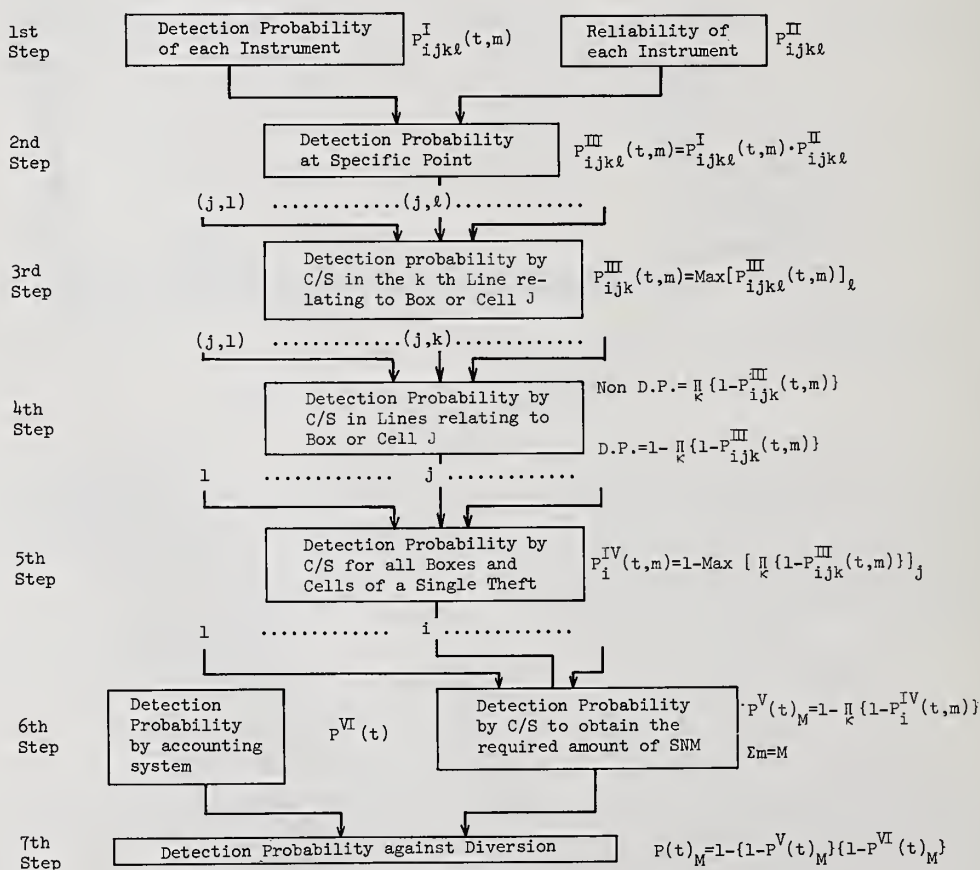 1st
Step
Detection Probability
of each Instrument
P^I_ijkℓ(t,m)
Reliability of
each Instrument
P^II_ijkℓ
2nd
Step
Detection Probability
at Specific Point
P^III_ijkℓ(t,m)=P^I_ijkℓ(t,m)·P^II_ijkℓ
(j,1) .............(j,ℓ).............
3rd
Step
Detection probability by
C/S in the k th Line re-
lating to Box or Cell J
P^III_ijk(t,m)=Max[P^III_ijkℓ(t,m)]_ℓ
(j,1) .............(j,k).............
4th
Step
Detection Probability by
C/S in Lines relating to
Box or Cell J
Non D.P.=Π_K{1-P^III_ijk(t,m)}
D.P.=1-Π_K{1-P^III_ijk(t,m)}
1 ............. j .............
5th
Step
Detection Probability by
C/S for all Boxes and
Cells of a Single Theft
P^IV_i(t,m)=1-Max [Π_K{1-P^III_ijk(t,m)}]_j
1 ............. i .............
6th
Step
Detection
Probability
by accounting
system
P^VI(t)
Detection Probability
by C/S to obtain the
required amount of SNM
·P^V(t)_M=1-Π_K{1-P^IV_i(t,m)}
Σm=M
7th
Step
Detection Probability against Diversion
P(t)_M=1-{1-P^V(t)_M}{1-P^VI(t)_M}